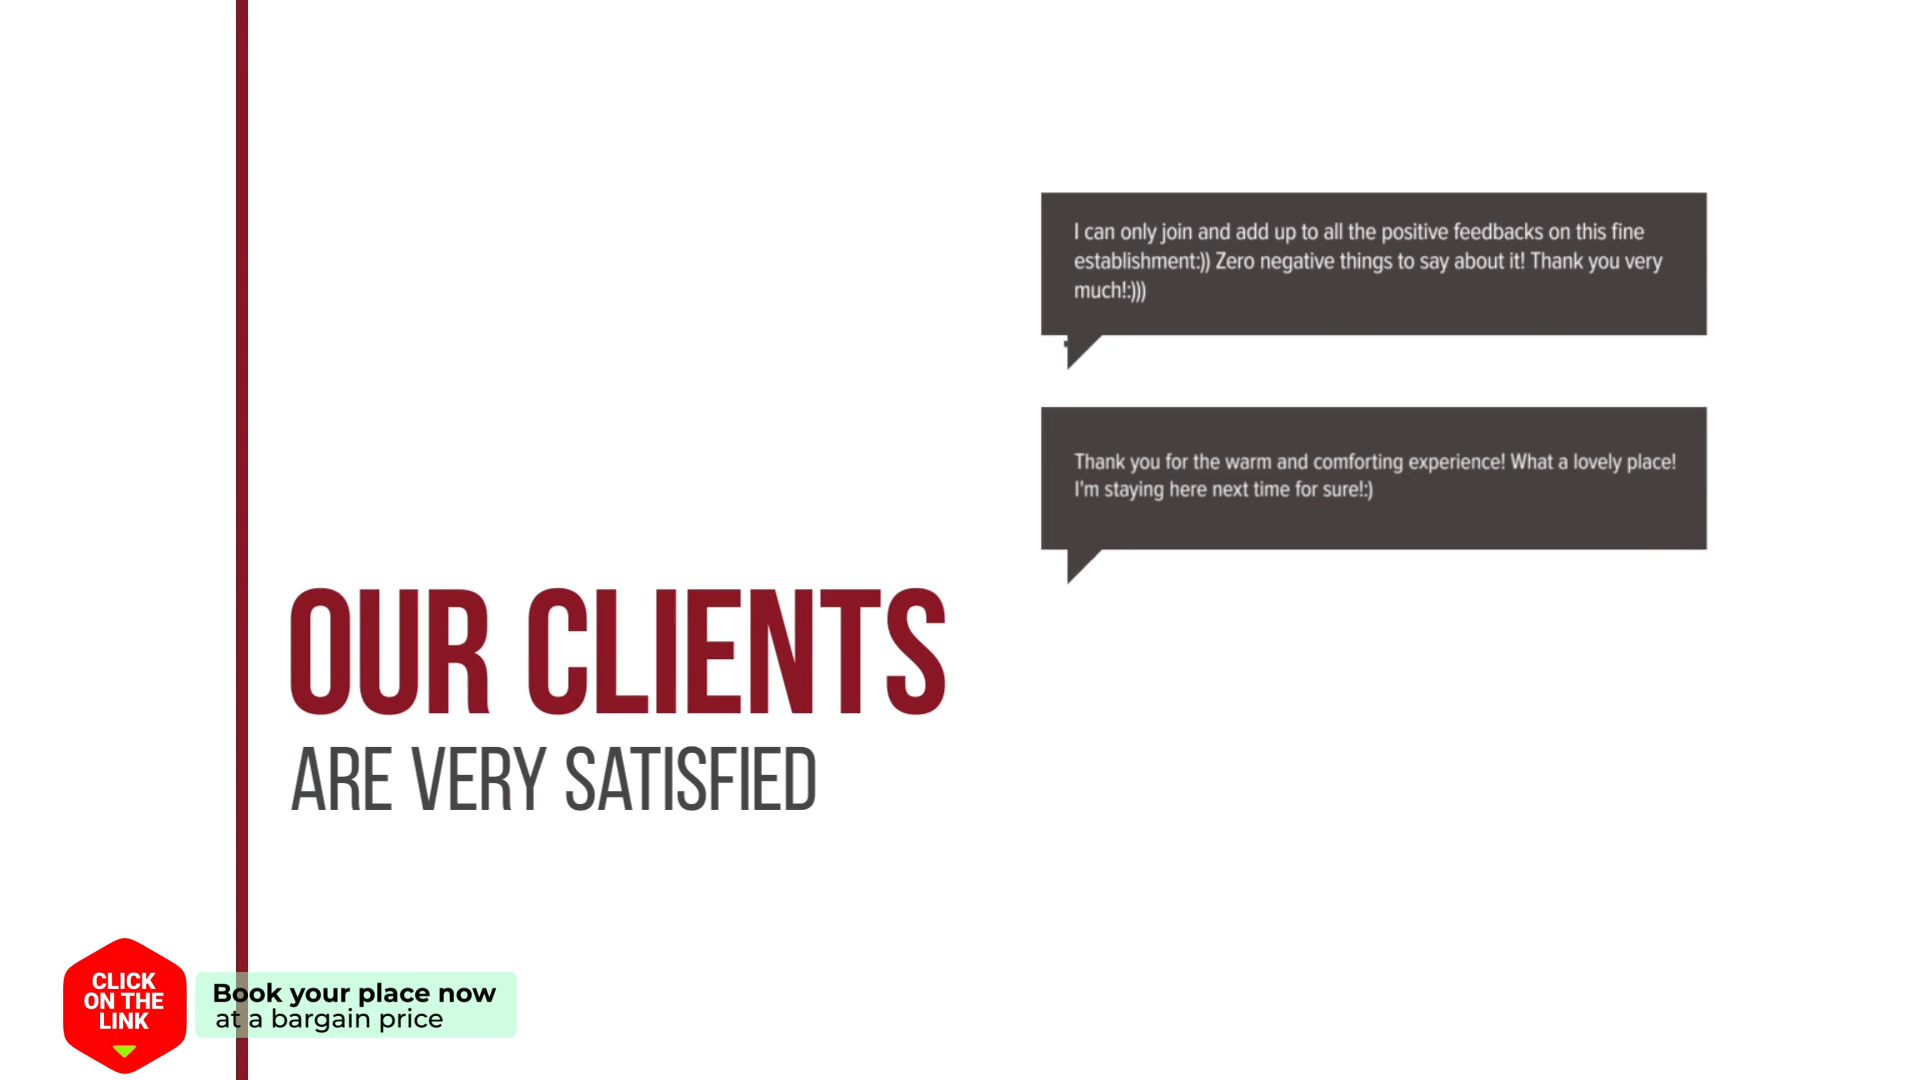 I can only join and add up to all the positive feedbacks on this fine
establishment:)) Zero negative things to say about it! Thank you very
much!:)))
Thank you for the warm and comforting experience! What a lovely place!
I'm staying here next time for sure!:)
OUR CLIENTS
ARE VERY SATISFIED
CLICK
ON THE
LINK
Book your place now
at a bargain price